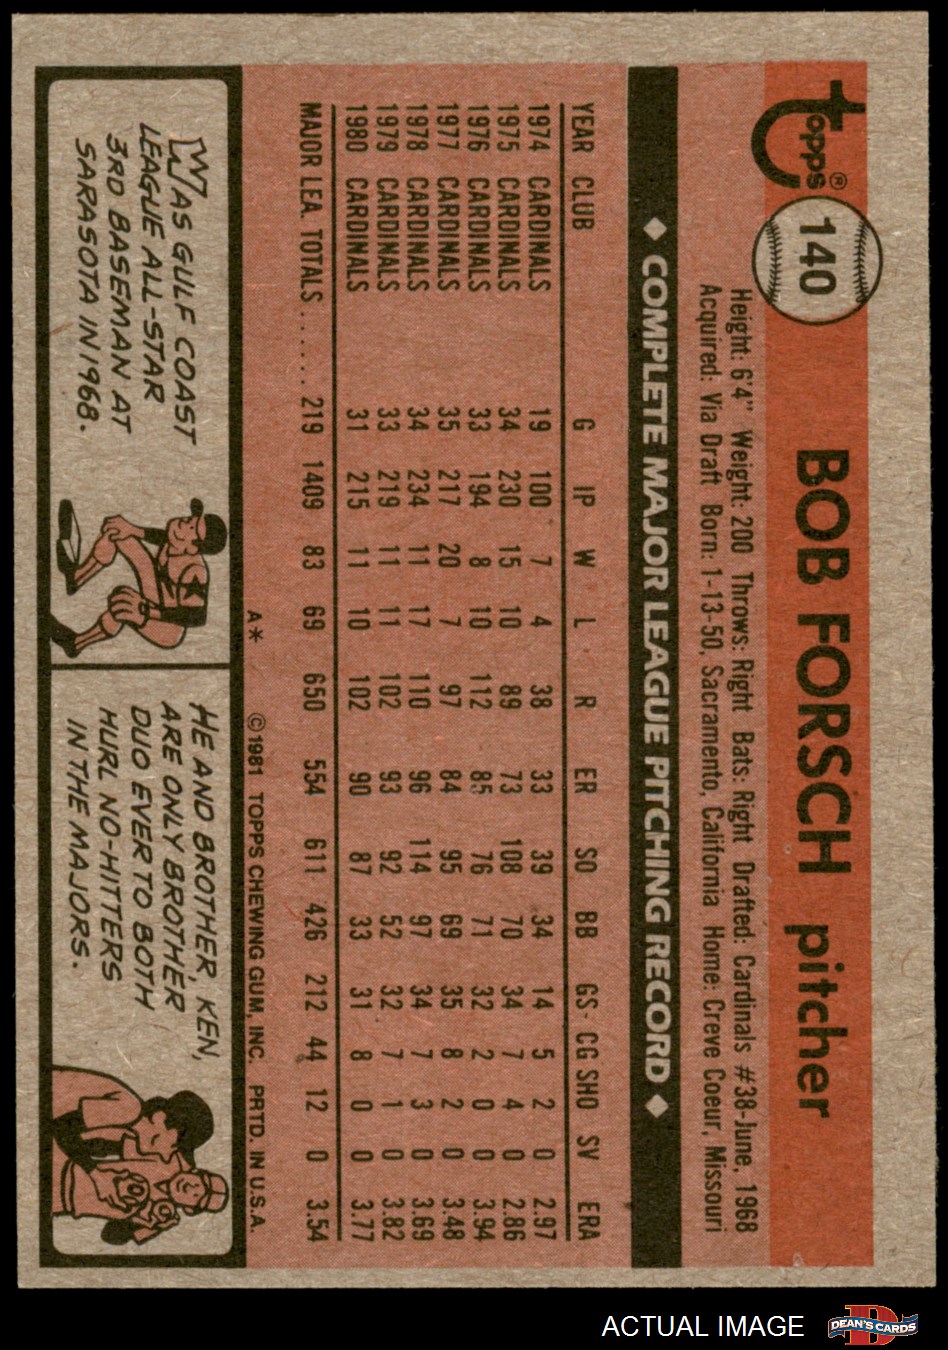 topps®
140
BOB FORSCH pitcher
Height: 6'4" Weight: 200 Throws: Right Bats: Right Drafted: Cardinals #38-June, 1968
Acquired: Via Draft Born: 1-13-50, Sacramento, California Home: Creve Coeur, Missouri
◆ COMPLETE MAJOR LEAGUE PITCHING RECORD ◆
YEAR CLUB G IP W L R ER SO BB GS- CG SHO SV ERA
1974 CARDINALS 19 100 7 4 38 33 39 34 14 5 2 0 2.97
1975 CARDINALS 34 230 15 10 89 73 108 70 34 7 4 0 2.86
1976 CARDINALS 33 194 8 10 112 85 76 71 32 2 0 0 3.94
1977 CARDINALS 35 217 20 7 97 84 95 69 35 8 2 0 3.48
1978 CARDINALS 34 234 11 17 110 96 114 97 34 7 3 0 3.69
1979 CARDINALS 33 219 11 11 102 93 92 52 32 7 1 0 3.82
1980 CARDINALS 31 215 11 10 102 90 87 33 31 8 0 0 3.77
MAJOR LEA. TOTALS...... 219 1409 83 69 650 554 611 426 212 44 12 0 3.54
A* ©1981 TOPPS CHEWING GUM, INC. PRTD. IN U.S.A.
WAS GULF COAST
LEAGUE ALL-STAR
3RD BASEMAN AT
SARASOTA IN 1968.
HE AND BROTHER, KEN,
ARE ONLY BROTHER
DUO EVER TO BOTH
HURL NO-HITTERS
IN THE MAJORS.
ACTUAL IMAGE
D
DEAN'S CARDS